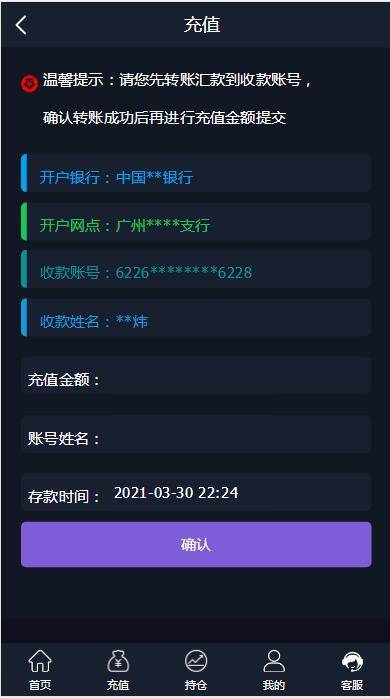 充值
温馨提示：请您先转账汇款到收款账号，
确认转账成功后再进行充值金额提交
开户银行：中国**银行
开户网点：广州****支行
收款账号：6226********6228
收款姓名：**炜
充值金额：
账号姓名：
存款时间： 2021-03-30 22:24
确认
首页 充值 持仓 我的 客服